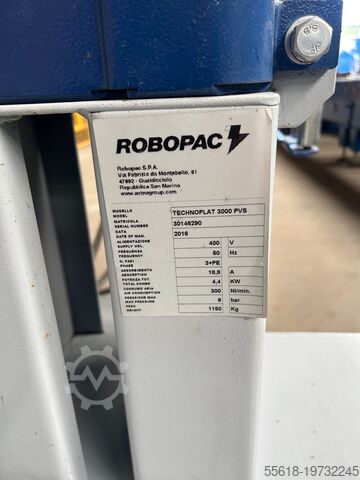 S B
ROBOPAC
Robopac S.P.A.
Via Fabrizio da Montebello, 81
47892 - Gualdicciolo
Repubblica San Marino
www.aetnagroup.com
MODELLO
MODEL TECHNOPLAT 3000 PVS
MATRICOLA
SERIAL NUMBER 30146290
DATA
DATE OF MAN. 2016
ALIMENTAZIONE
SUPPLY VOL. 400 V
FREQUENZA
FREQUENCY 50 Hz
N. FASI
PHASE 3+PE
ASSORBIMENTO
ABSORPTION 18,8 A
POTENZA TOT.
TOTAL POWER 4,4 KW
CONSUMO ARIA
AIR CONSUMPTION 300 Nl/min.
PRESSIONE MAX
MAX PRESSURE 6 bar
PESO
WEIGHT 1150 Kg
55618-19732245